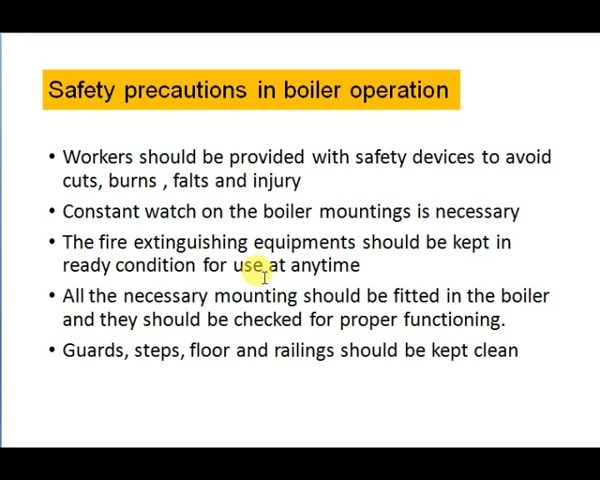 Safety precautions in boiler operation
• Workers should be provided with safety devices to avoid
cuts, burns , falts and injury
• Constant watch on the boiler mountings is necessary
• The fire extinguishing equipments should be kept in
ready condition for use at anytime
• All the necessary mounting should be fitted in the boiler
and they should be checked for proper functioning.
• Guards, steps, floor and railings should be kept clean